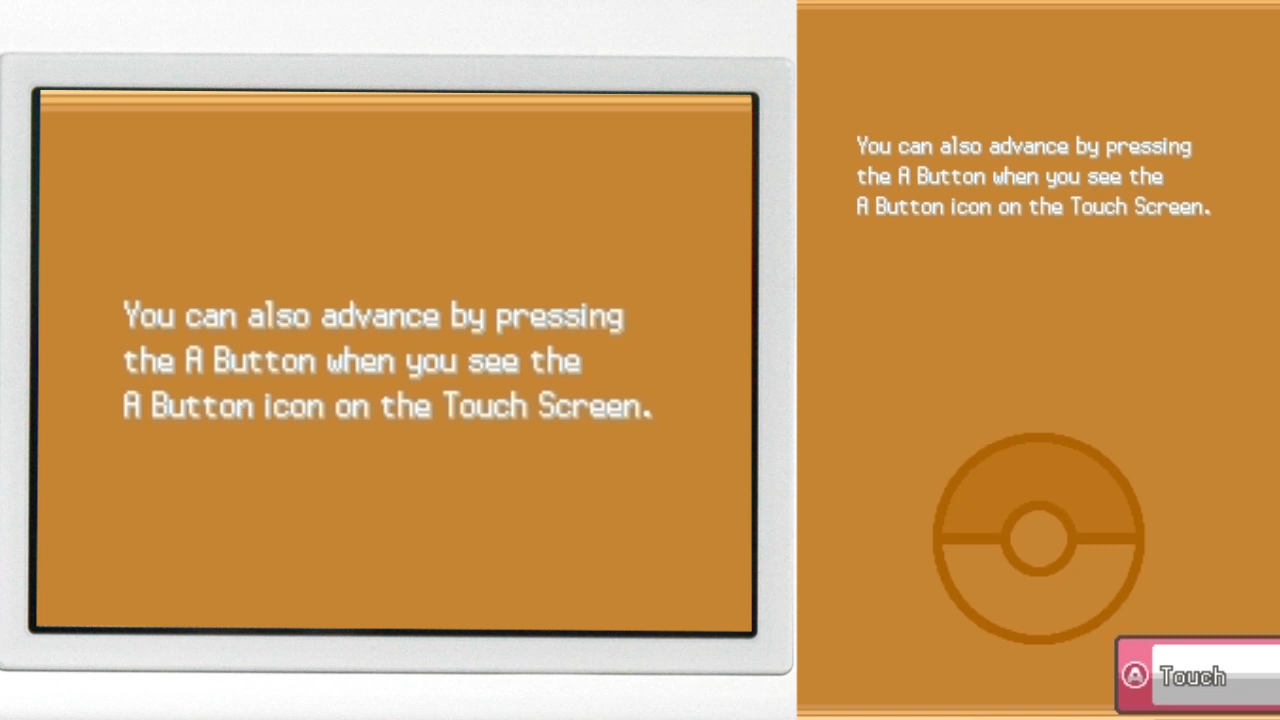 You can also advance by pressing
the A Button when you see the
A Button icon on the Touch Screen.
You can also advance by pressing
the A Button when you see the
A Button icon on the Touch Screen.
A Touch